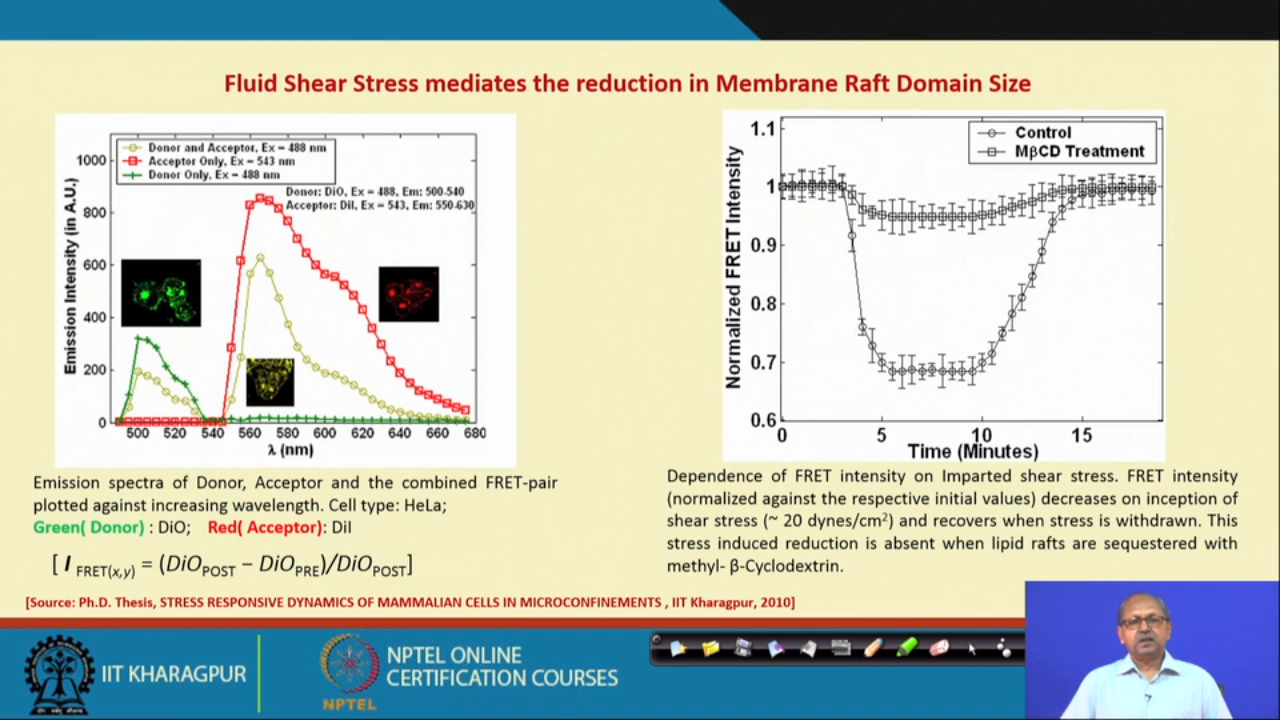 Fluid Shear Stress mediates the reduction in Membrane Raft Domain Size
Donor and Acceptor, Ex = 488 nm
Acceptor Only, Ex = 543 nm
Donor Only, Ex = 488 nm
Donor: DiO, Ex = 488, Em: 500-540
Acceptor: DiI, Ex = 543, Em: 550-630
Emission Intensity (in A.U.)
1000
800
600
400
200
0
500 520 540 560 580 600 620 640 660 680
λ (nm)
Control
MβCD Treatment
Normalized FRET Intensity
1.1
1
0.9
0.8
0.7
0.6
0 5 10 15
Time (Minutes)
Emission spectra of Donor, Acceptor and the combined FRET-pair
plotted against increasing wavelength. Cell type: HeLa;
Green( Donor) : DiO; Red( Acceptor): DiI
[ I FRET(x,y) = (DiOPOST − DiOPRE)/DiOPOST]
Dependence of FRET intensity on Imparted shear stress. FRET intensity
(normalized against the respective initial values) decreases on inception of
shear stress (~ 20 dynes/cm2) and recovers when stress is withdrawn. This
stress induced reduction is absent when lipid rafts are sequestered with
methyl- β-Cyclodextrin.
[Source: Ph.D. Thesis, STRESS RESPONSIVE DYNAMICS OF MAMMALIAN CELLS IN MICROCONFINEMENTS , IIT Kharagpur, 2010]
IIT KHARAGPUR
NPTEL
NPTEL ONLINE
CERTIFICATION COURSES